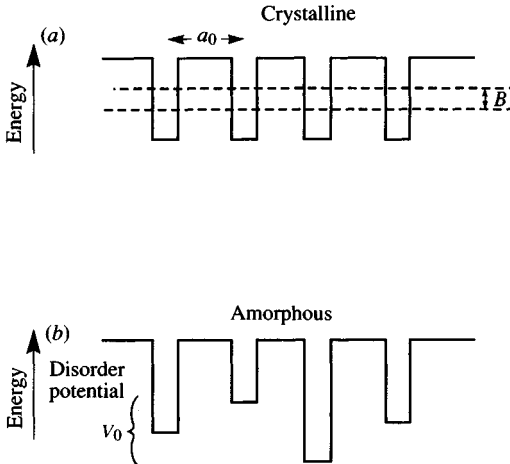 Crystalline
(a)
a0
Energy
B
Amorphous
(b)
Energy
Disorder
potential
V0